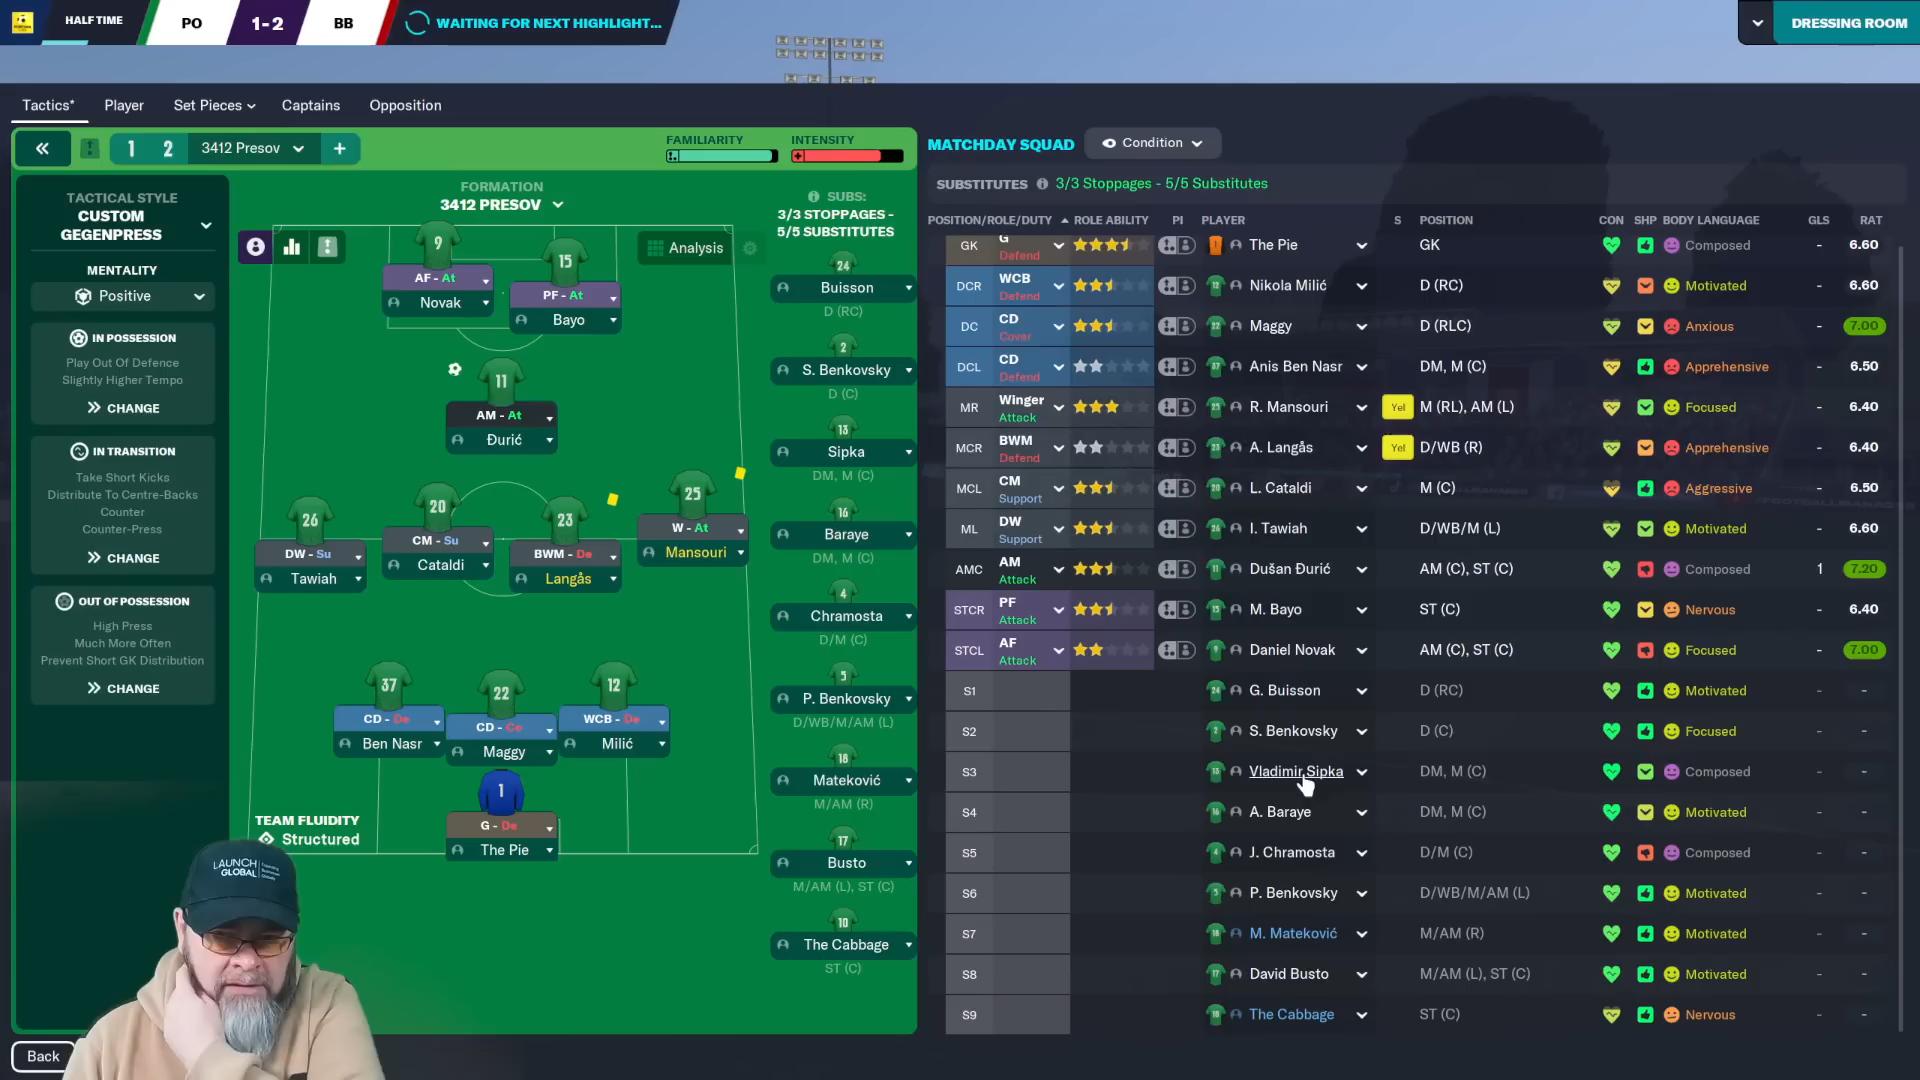 HALF TIME
PO
1 - 2
BB
WAITING FOR NEXT HIGHLIGHT...
DRESSING ROOM
Tactics*
Player
Set Pieces
Captains
Opposition
1 2
3412 Presov
FAMILIARITY
INTENSITY
TACTICAL STYLE
CUSTOM
GEGENPRESS
MENTALITY
Positive
IN POSSESSION
Play Out Of Defence
Slightly Higher Tempo
CHANGE
IN TRANSITION
Take Short Kicks
Distribute To Centre-Backs
Counter
Counter-Press
CHANGE
OUT OF POSSESSION
High Press
Much More Often
Prevent Short GK Distribution
CHANGE
FORMATION
3412 PRESOV
Analysis
9
AF - At
Novak
15
PF - At
Bayo
11
AM - At
Đurić
26
DW - Su
Tawiah
20
CM - Su
Cataldi
23
BWM - De
Langås
25
W - At
Mansouri
37
CD - De
Ben Nasr
22
CD - Co
Maggy
12
WCB - De
Milić
1
G - De
The Pie
TEAM FLUIDITY
Structured
SUBS:
3/3 STOPPAGES -
5/5 SUBSTITUTES
24
Buisson
D (RC)
2
S. Benkovsky
D (C)
13
Sipka
DM, M (C)
16
Baraye
DM, M (C)
4
Chramosta
D/M (C)
5
P. Benkovsky
D/WB/M/AM (L)
18
Mateković
M/AM (R)
17
Busto
M/AM (L), ST (C)
10
The Cabbage
ST (C)
MATCHDAY SQUAD
Condition
SUBSTITUTES 3/3 Stoppages - 5/5 Substitutes
POSITION/ROLE/DUTY ROLE ABILITY PI PLAYER S POSITION CON SHP BODY LANGUAGE GLS RAT
GK G Defend The Pie GK Composed - 6.60
DCR WCB Defend Nikola Milić D (RC) Motivated - 6.60
DC CD Cover Maggy D (RLC) Anxious - 7.00
DCL CD Defend Anis Ben Nasr DM, M (C) Apprehensive - 6.50
MR Winger Attack R. Mansouri Yel M (RL), AM (L) Focused - 6.40
MCR BWM Defend A. Langås Yel D/WB (R) Apprehensive - 6.40
MCL CM Support L. Cataldi M (C) Aggressive - 6.50
ML DW Support I. Tawiah D/WB/M (L) Motivated - 6.60
AMC AM Attack Dušan Đurić AM (C), ST (C) Composed 1 7.20
STCR PF Attack M. Bayo ST (C) Nervous - 6.40
STCL AF Attack Daniel Novak AM (C), ST (C) Focused - 7.00
S1 G. Buisson D (RC) Motivated - -
S2 S. Benkovsky D (C) Focused - -
S3 Vladimir Sipka DM, M (C) Composed - -
S4 A. Baraye DM, M (C) Motivated - -
S5 J. Chramosta D/M (C) Composed - -
S6 P. Benkovsky D/WB/M/AM (L) Motivated - -
S7 M. Mateković M/AM (R) Motivated - -
S8 David Busto M/AM (L), ST (C) Motivated - -
S9 The Cabbage ST (C) Nervous - -
LAUNCH
GLOBAL
Back